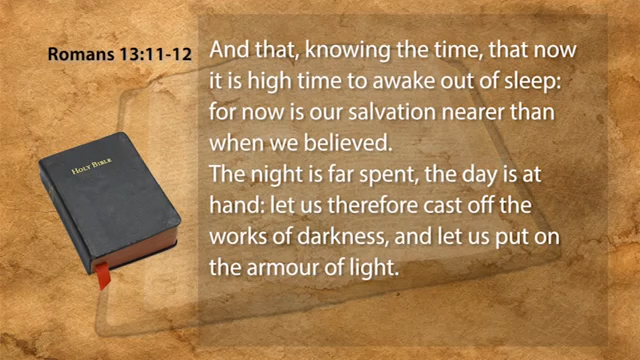 Romans 13:11-12
And that, knowing the time, that now
it is high time to awake out of sleep:
for now is our salvation nearer than
when we believed.
The night is far spent, the day is at
hand: let us therefore cast off the
works of darkness, and let us put on
the armour of light.
HOLY BIBLE